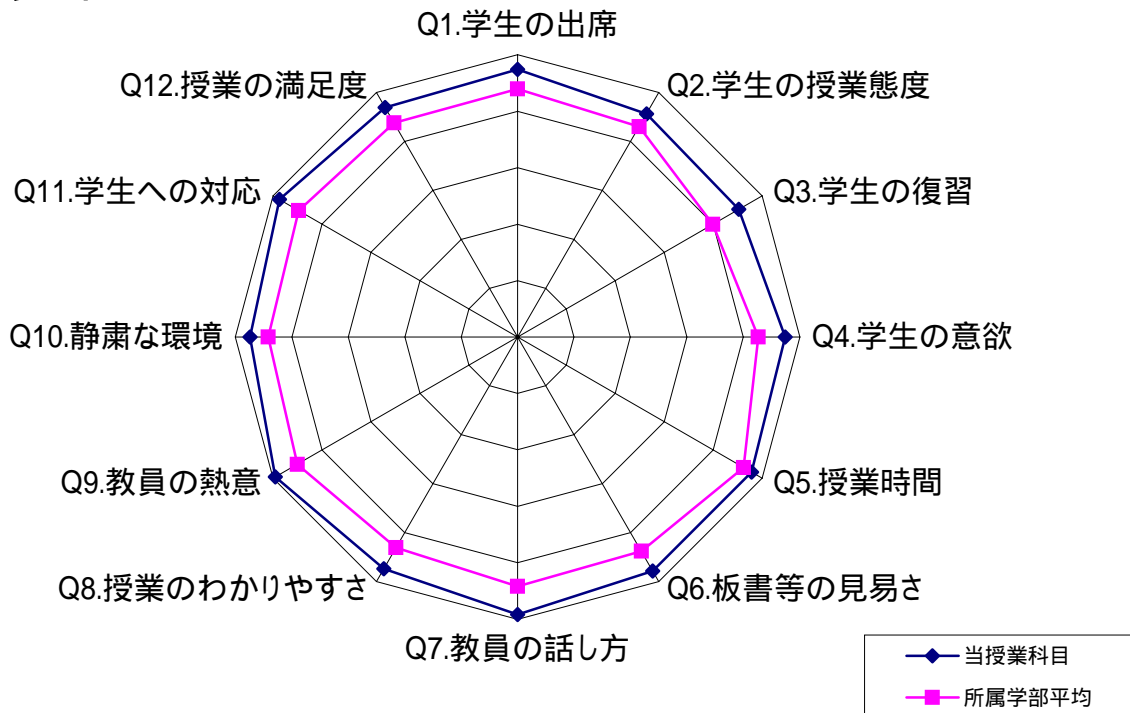 Q1.学生の出席
Q2.学生の授業態度
Q3.学生の復習
Q4.学生の意欲
Q5.授業時間
Q6.板書等の見易さ
Q7.教員の話し方
Q8.授業のわかりやすさ
Q9.教員の熱意
Q10.静粛な環境
Q11.学生への対応
Q12.授業の満足度
当授業科目
所属学部平均